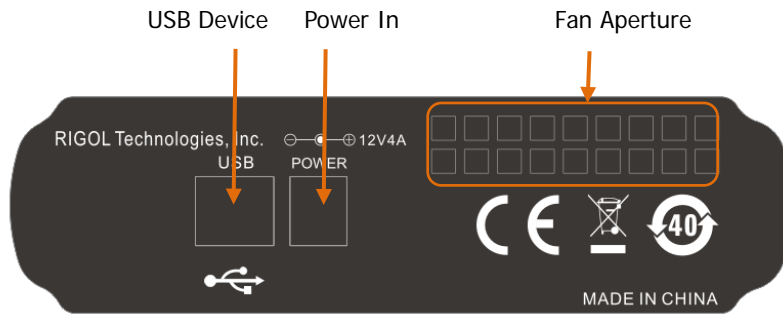 USB Device Power In Fan Aperture
RIGOL Technologies, Inc. 12V4A
USB POWER
CE 40
MADE IN CHINA